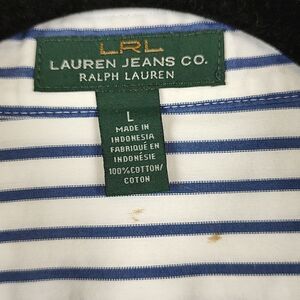 LRL
LAUREN JEANS CO.
RALPH LAUREN
L
MADE IN
INDONESIA
FABRIQUÉ EN
INDONÉSIE
100%COTTON/
COTON